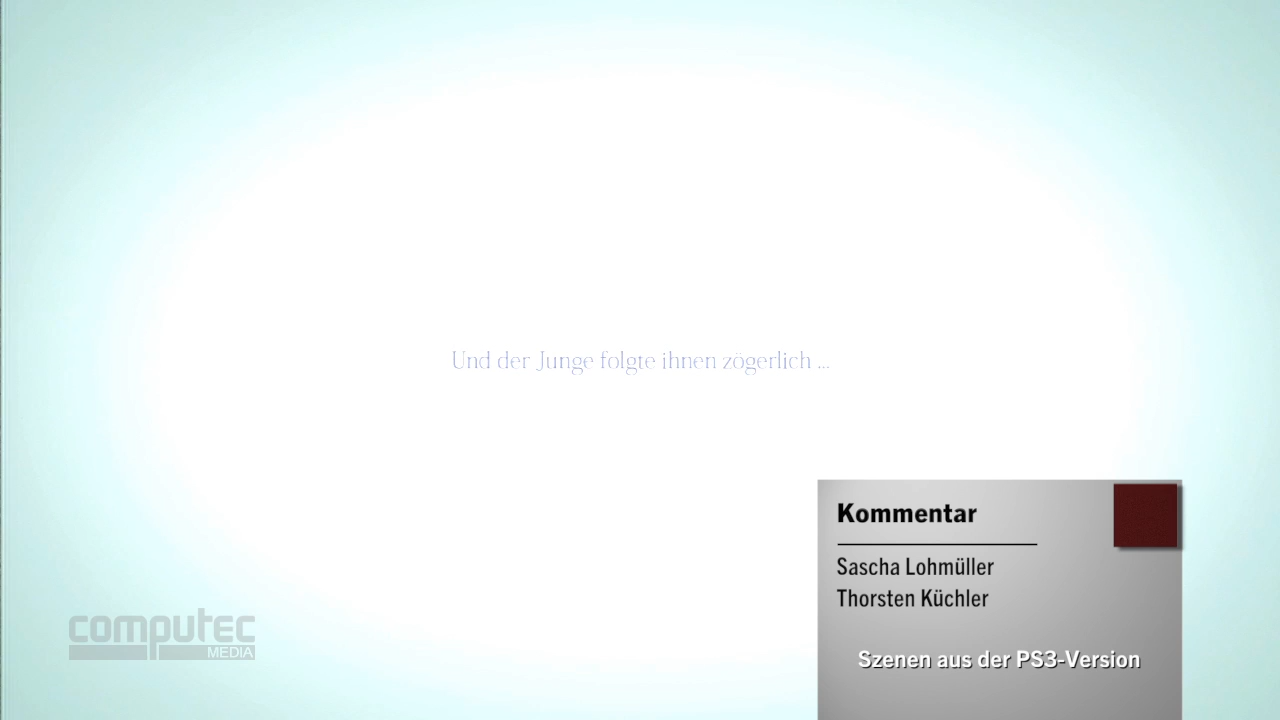 Und der Junge folgte ihnen zögerlich ...
Kommentar
Sascha Lohmüller
Thorsten Küchler
Szenen aus der PS3-Version
computec
MEDIA